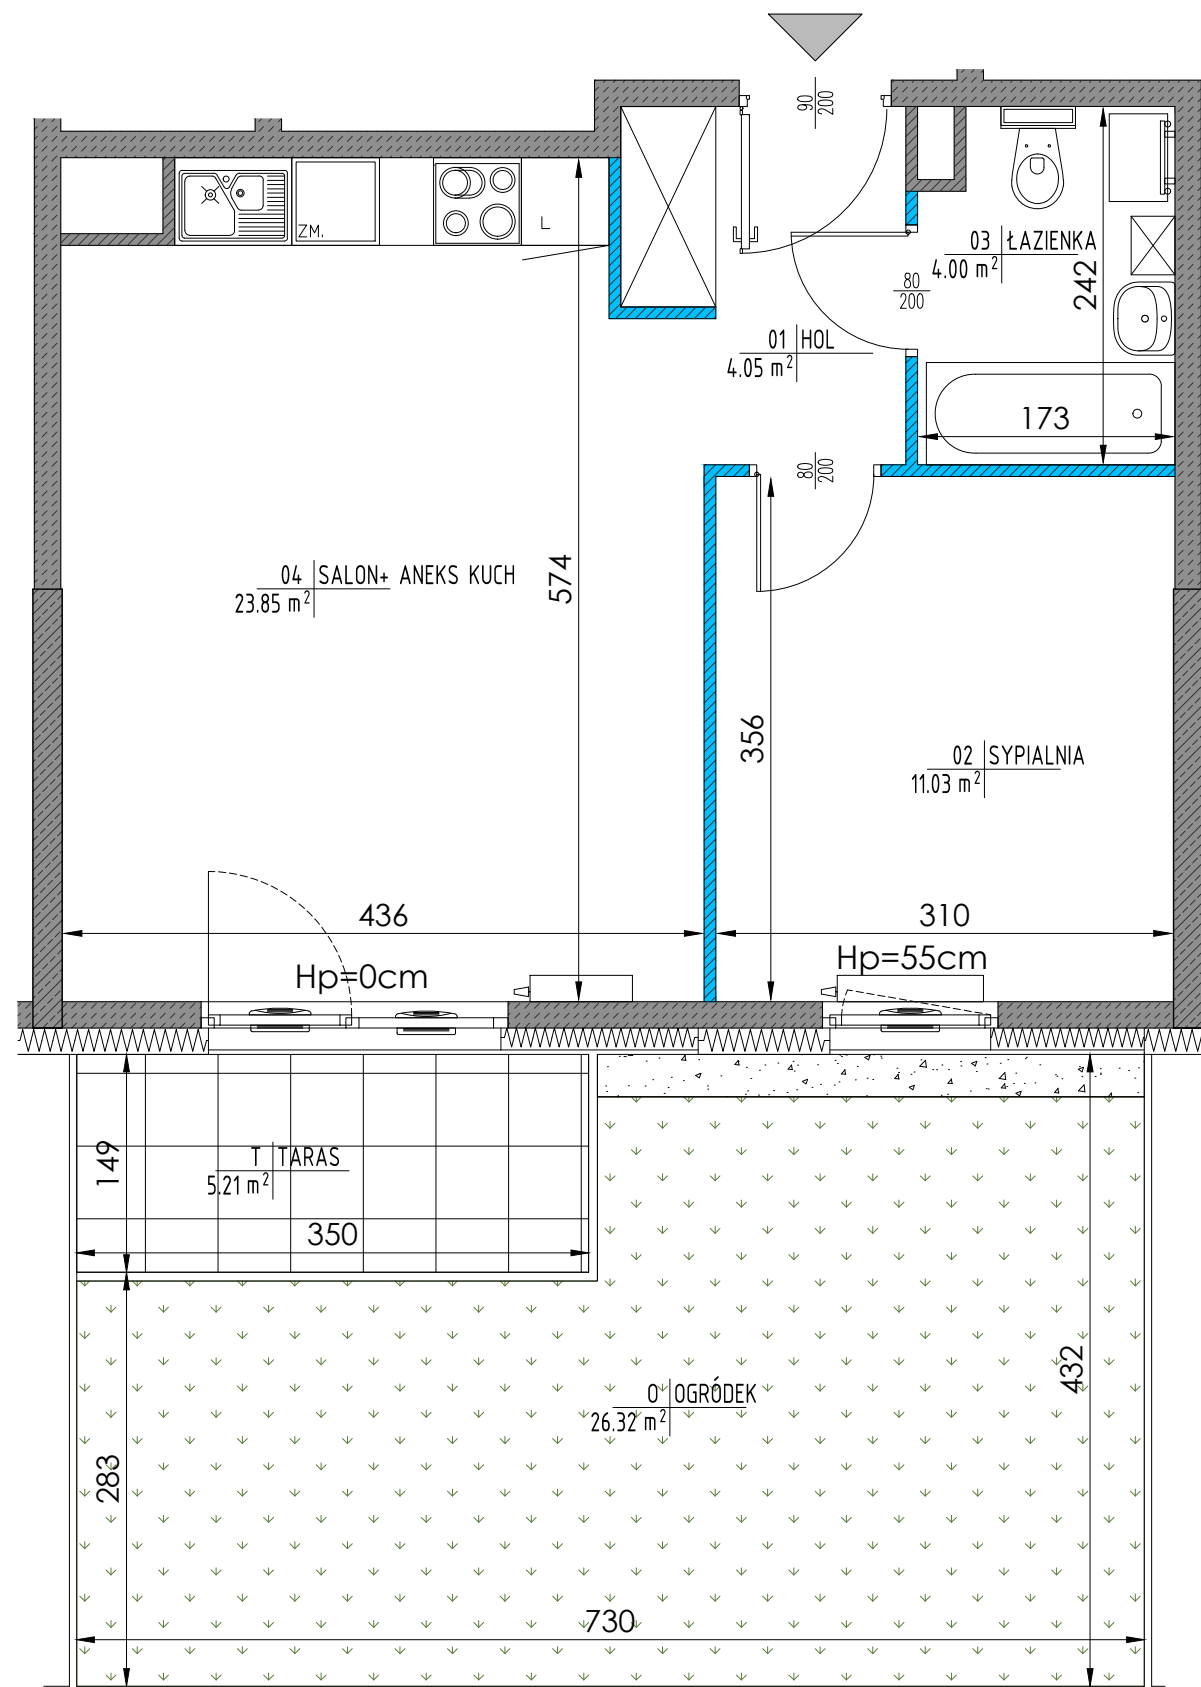 90
200
ZM.
L
03 ŁAZIENKA
4.00 m²
242
80
200
01 HOL
4.05 m²
173
80
200
04 SALON+ ANEKS KUCH
23.85 m²
574
356
02 SYPIALNIA
11.03 m²
436
310
Hp=0cm
Hp=55cm
149
T TARAS
5.21 m²
350
432
O OGRÓDEK
26.32 m²
283
730